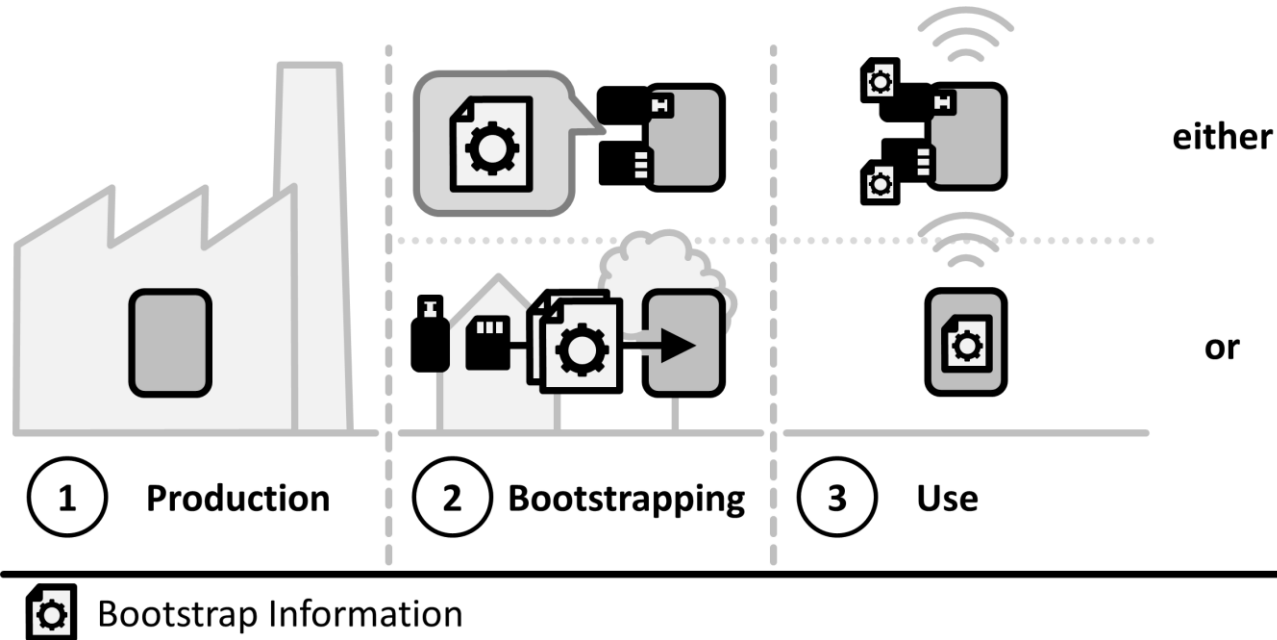 either
or
1 Production
2 Bootstrapping
3 Use
Bootstrap Information